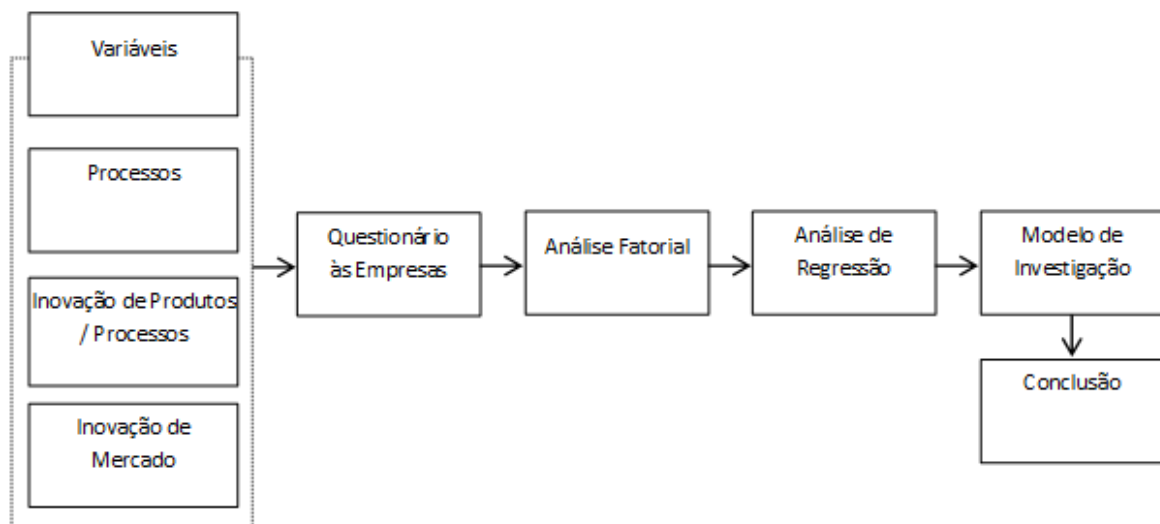 Variáveis
Processos
Inovação de Produtos
/ Processos
Inovação de
Mercado
Questionário
às Empresas
Análise Fatorial
Análise de
Regressão
Modelo de
Investigação
Conclusão